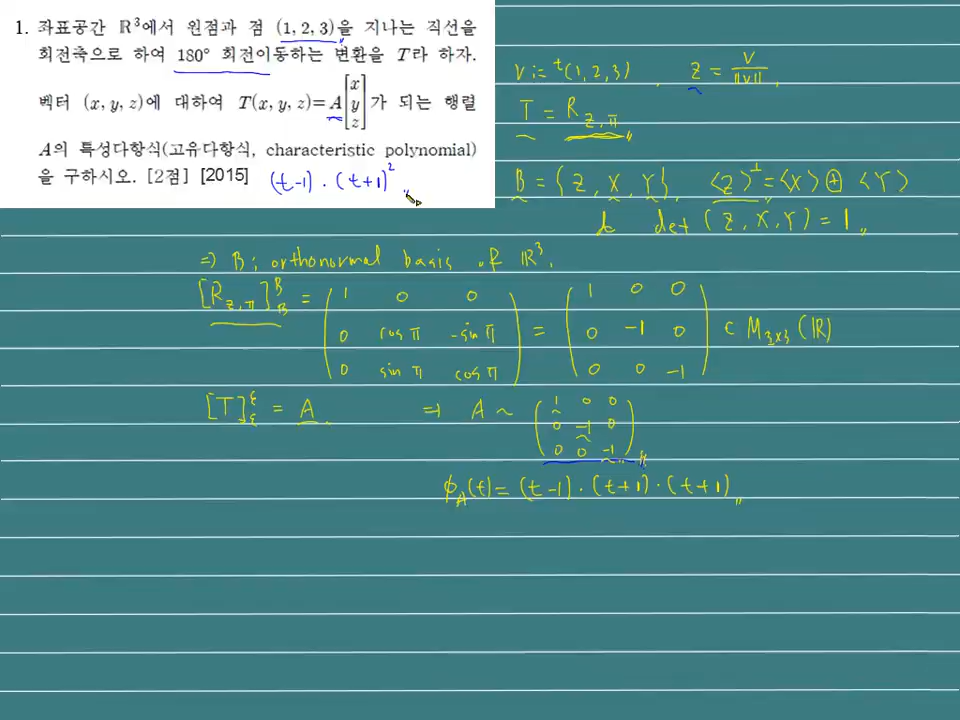 1. 좌표공간 ℝ³에서 원점과 점 (1, 2, 3)을 지나는 직선을
회전축으로 하여 180° 회전이동하는 변환을 T라 하자.
벡터 (x, y, z)에 대하여 T(x, y, z)=A[x y z]가 되는 행렬
A의 특성다항식(고유다항식, characteristic polynomial)
을 구하시오. [2점] [2015] (t-1)·(t+1)²〃
V := ᵗ(1, 2, 3), Z = V/‖V‖
T = R_{Z,π}〃
B = {Z, X, Y}, <Z>^⊥ = <X> ⊕ <Y>
& det (Z, X, Y) = 1〃
⇒ B ; orthonormal basis of ℝ³.
[R_{Z,π}]^B_B = (1 0 0 / 0 cos π -sin π / 0 sin π cos π) = (1 0 0 / 0 -1 0 / 0 0 -1) ∈ M_{3×3}(ℝ)
[T]^ε_ε = A. ⇒ A ~ (1 0 0 / 0 -1 0 / 0 0 -1)〃
φ_A(t) = (t-1)·(t+1)·(t+1)〃